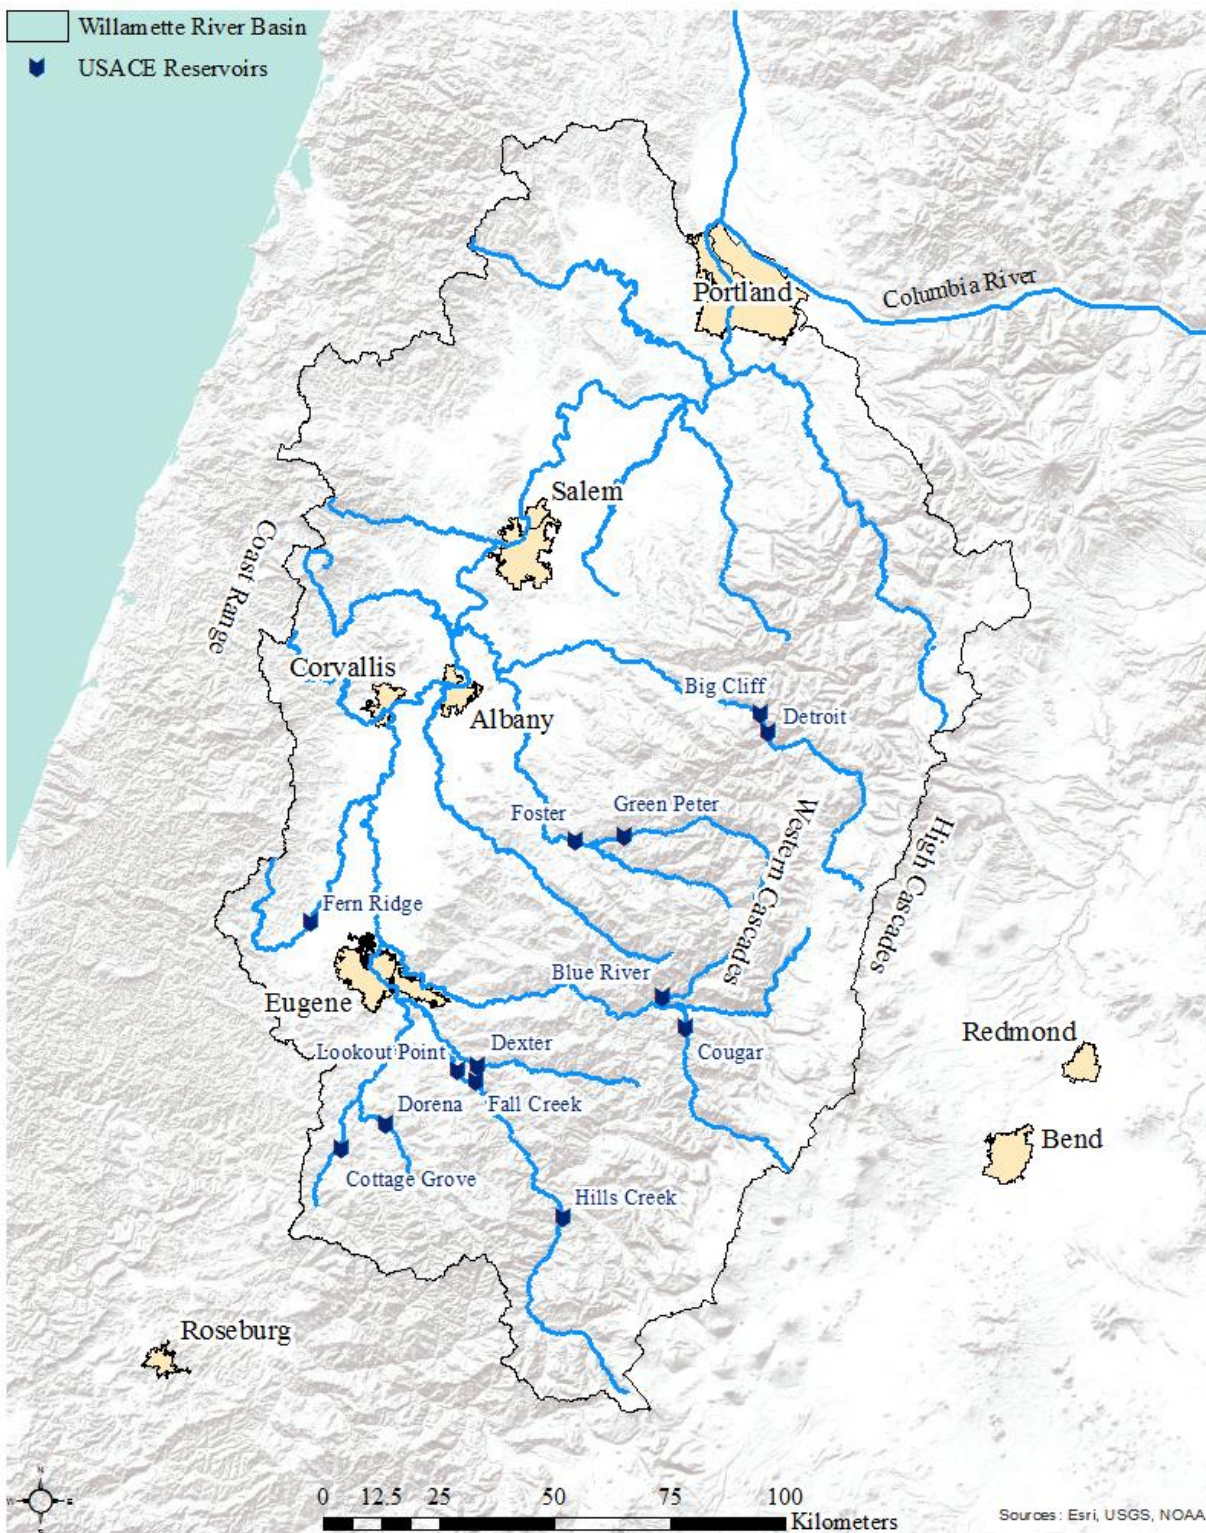 Willamette River Basin
USACE Reservoirs
Portland
Columbia River
Salem
Coast Range
Corvallis
Albany
Big Cliff
Detroit
Foster
Green Peter
Western Cascades
High Cascades
Fern Ridge
Blue River
Eugene
Cougar
Redmond
Lookout Point
Dexter
Dorena
Fall Creek
Bend
Cottage Grove
Hills Creek
Roseburg
N
W
E
S
0 12.5 25 50 75 100
Kilometers
Sources: Esri, USGS, NOAA